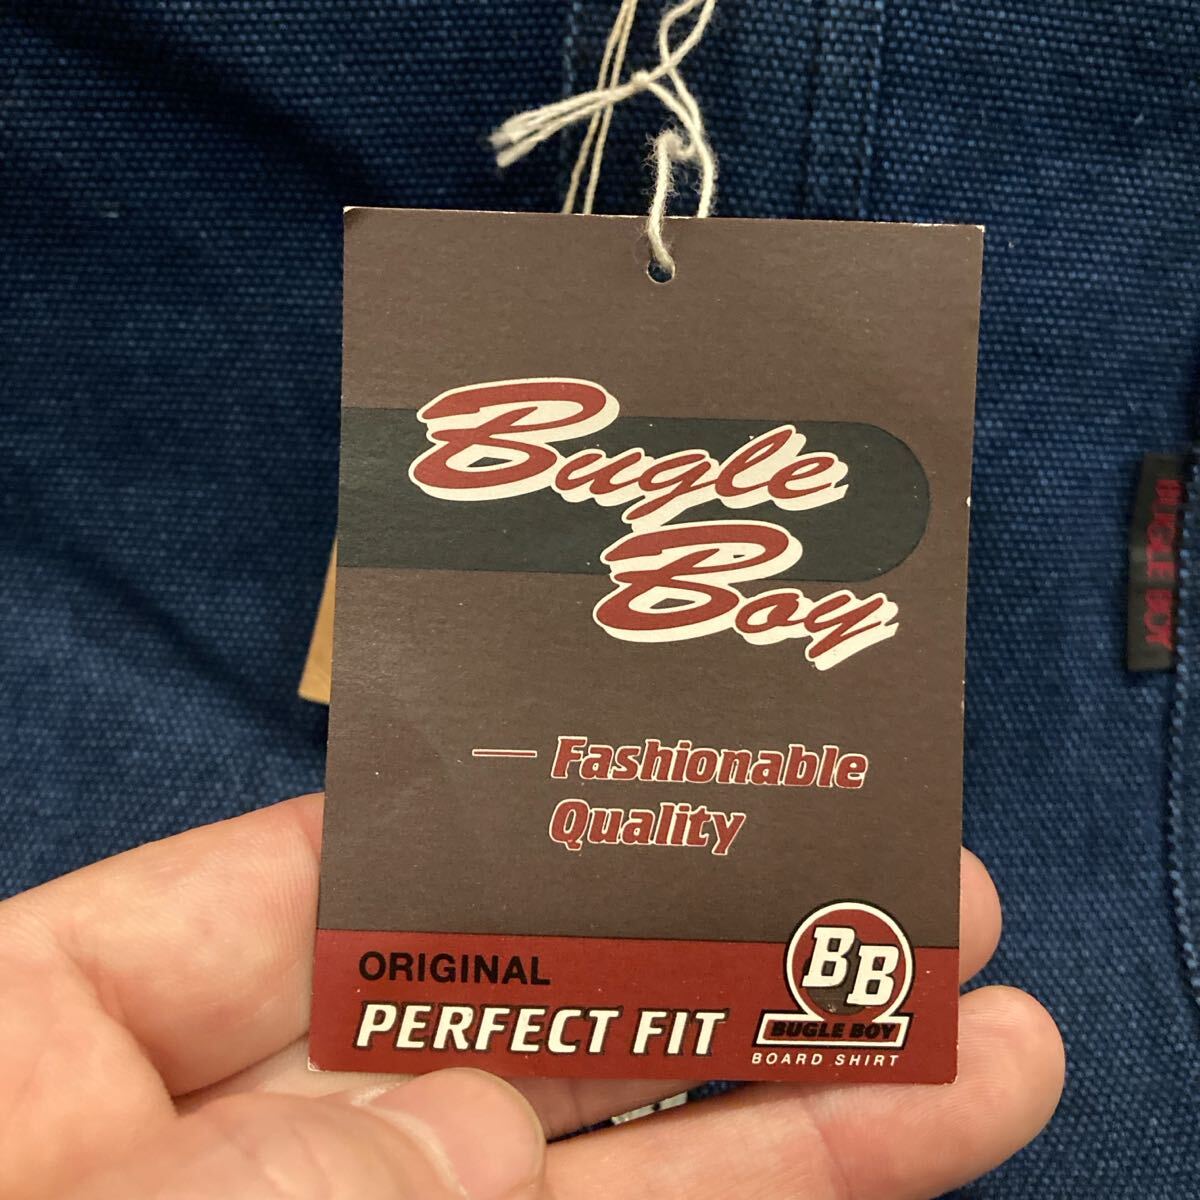 Bugle
Boy
— Fashionable
Quality
ORIGINAL
PERFECT FIT
BB
BUGLE BOY
BOARD SHIRT
BUGLE BOY